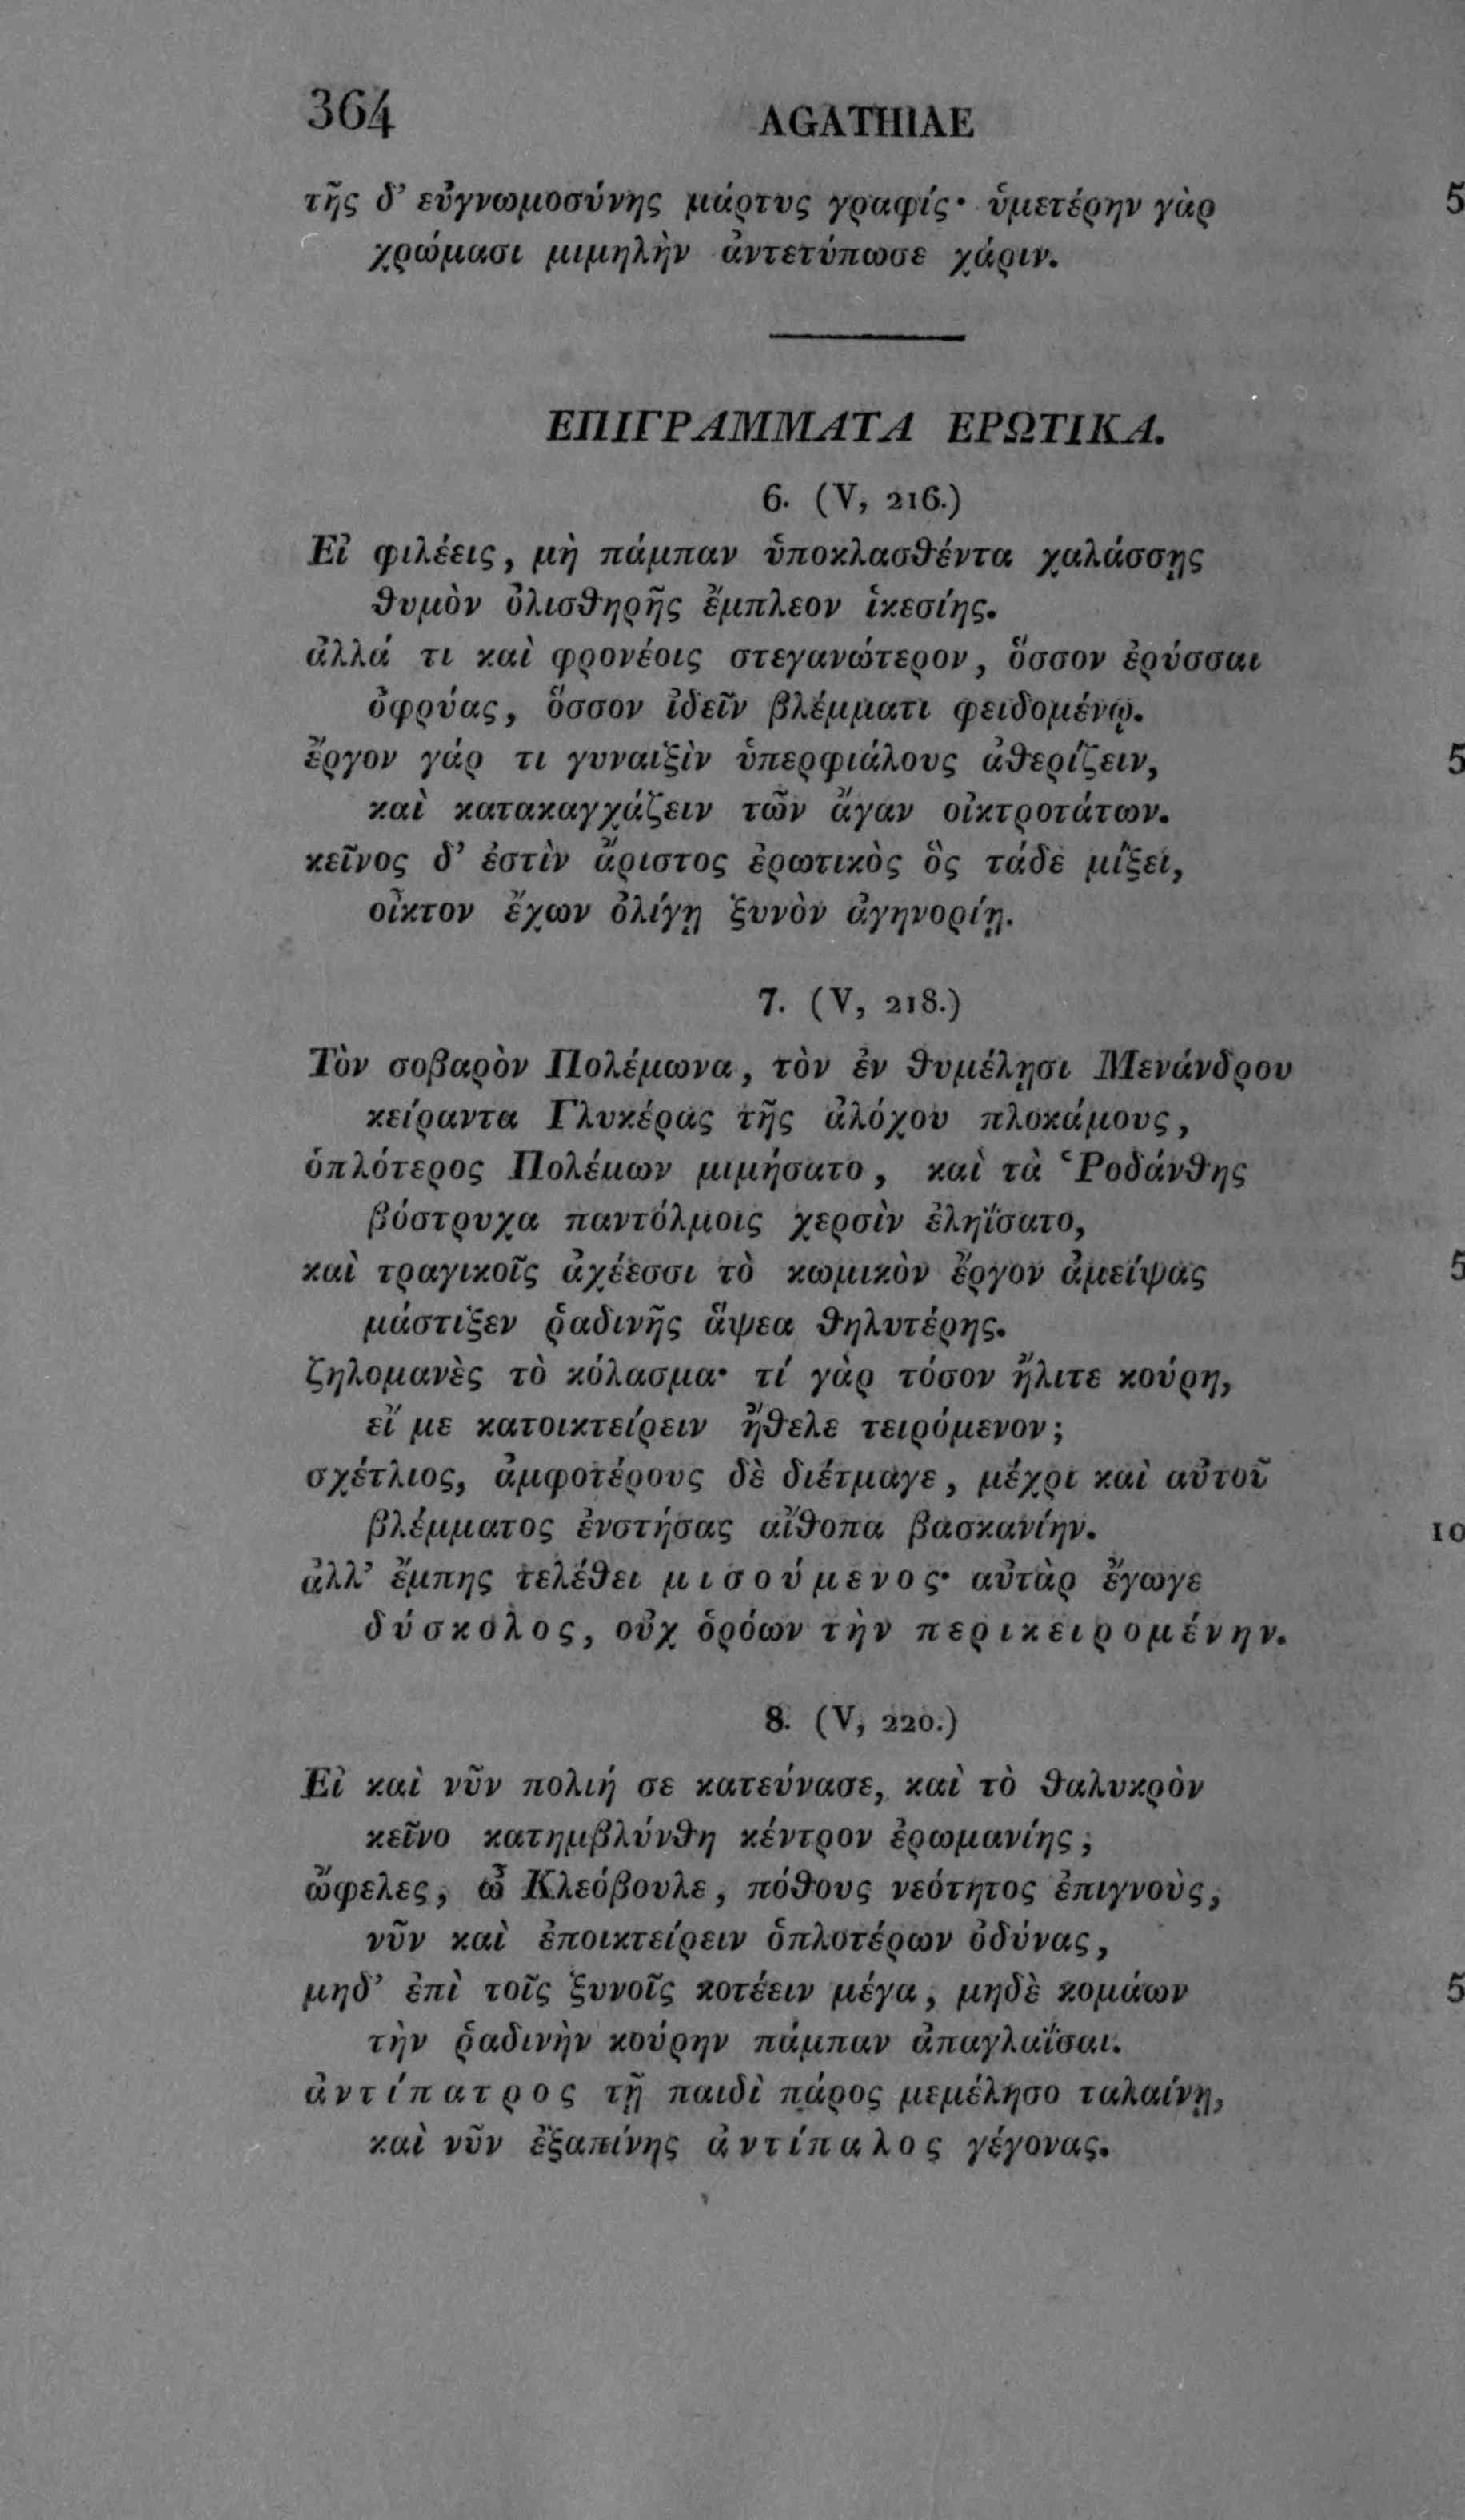 364 AGATHIAE
τῆς δ’ εὐγνωμοσύνης μάρτυς γραφίς· ὑμετέρην γὰρ 5
χρώμασι μιμηλὴν ἀντετύπωσε χάριν.
ΕΠΙΓΡΑΜΜΑΤΑ ΕΡΩΤΙΚΑ.
6. (V, 216.)
Εἰ φιλέεις, μὴ πάμπαν ὑποκλασθέντα χαλάσσῃς
θυμὸν ὀλισθηρῆς ἔμπλεον ἱκεσίης.
ἀλλά τι καὶ φρονέοις στεγανώτερον, ὅσσον ἐρύσσαι
ὀφρύας, ὅσσον ἰδεῖν βλέμματι φειδομένῳ.
ἔργον γάρ τι γυναιξὶν ὑπερφιάλους ἀθερίζειν, 5
καὶ κατακαγχάζειν τῶν ἄγαν οἰκτροτάτων.
κεῖνος δ’ ἐστὶν ἄριστος ἐρωτικὸς ὃς τάδε μίξει,
οἶκτον ἔχων ὀλίγῃ ξυνὸν ἀγηνορίῃ.
7. (V, 218.)
Τὸν σοβαρὸν Πολέμωνα, τὸν ἐν θυμέλῃσι Μενάνδρου
κείραντα Γλυκέρας τῆς ἀλόχου πλοκάμους,
ὁπλότερος Πολέμων μιμήσατο, καὶ τὰ Ῥοδάνθης
βόστρυχα παντόλμοις χερσὶν ἐληΐσατο,
καὶ τραγικοῖς ἀχέεσσι τὸ κωμικὸν ἔργον ἀμείψας 5
μάστιξεν ῥαδινῆς ἅψεα θηλυτέρης.
ζηλομανὲς τὸ κόλασμα· τί γὰρ τόσον ἤλιτε κούρη,
εἴ με κατοικτείρειν ἤθελε τειρόμενον;
σχέτλιος, ἀμφοτέρους δὲ διέτμαγε, μέχρι καὶ αὐτοῦ
βλέμματος ἐνστήσας αἴθοπα βασκανίην. 10
ἀλλ’ ἔμπης τελέθει μισούμενος· αὐτὰρ ἔγωγε
δύσκολος, οὐχ ὁρόων τὴν περικειρομένην.
8. (V, 220.)
Εἰ καὶ νῦν πολιή σε κατεύνασε, καὶ τὸ θαλυκρὸν
κεῖνο κατημβλύνθη κέντρον ἐρωμανίης,
ὤφελες, ὦ Κλεόβουλε, πόθους νεότητος ἐπιγνοὺς,
νῦν καὶ ἐποικτείρειν ὁπλοτέρων ὀδύνας,
μηδ’ ἐπὶ τοῖς ξυνοῖς κοτέειν μέγα, μηδὲ κομάων 5
τὴν ῥαδινὴν κούρην πάμπαν ἀπαγλαΐσαι.
ἀντίπατρος τῇ παιδὶ πάρος μεμέλησο ταλαίνῃ,
καὶ νῦν ἐξαπίνης ἀντίπαλος γέγονας.